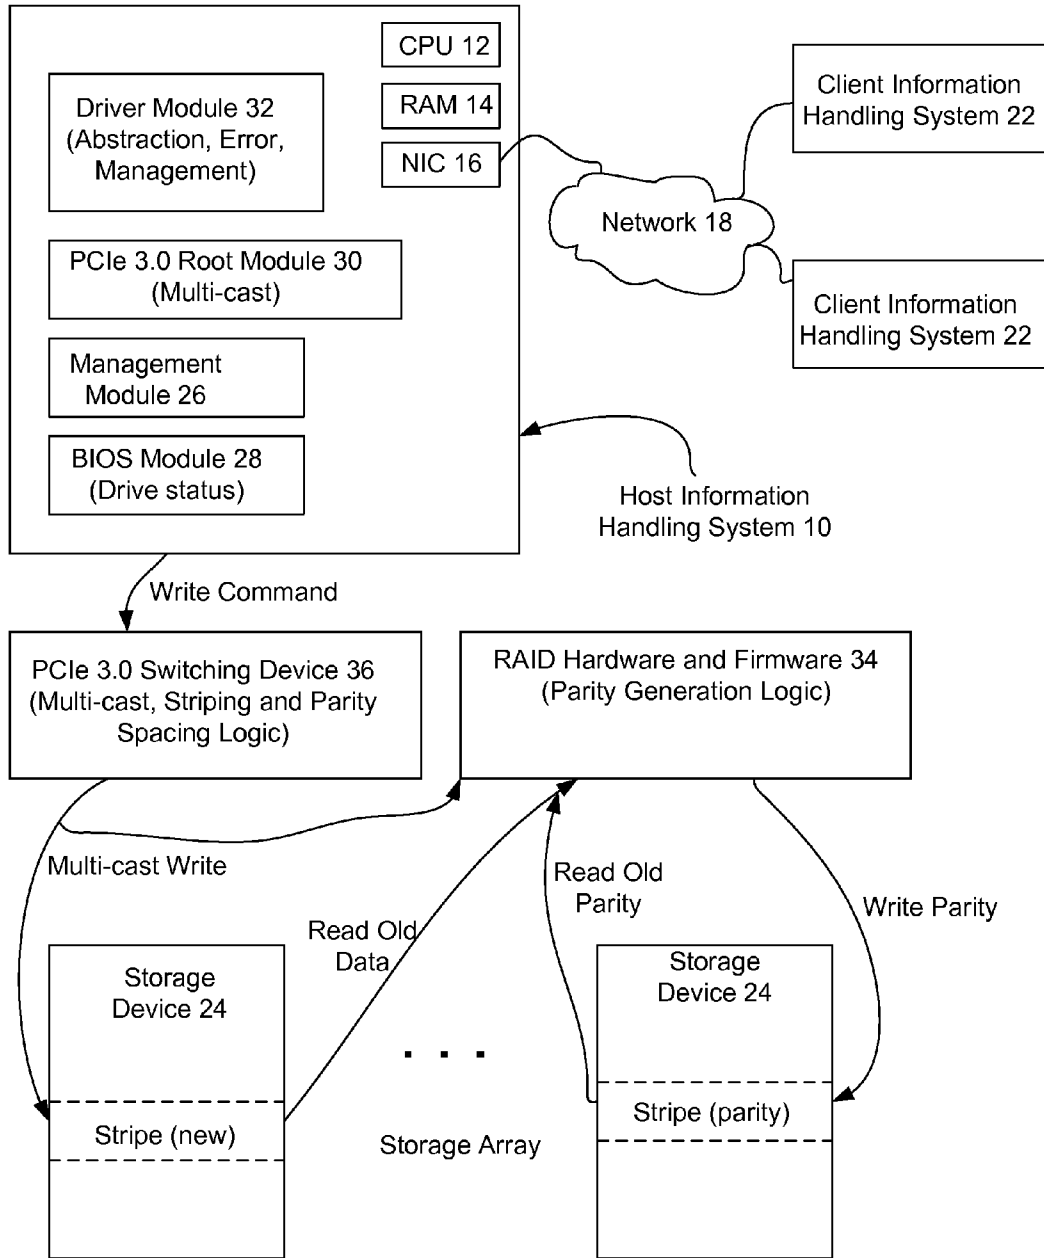 CPU 12
Driver Module 32
(Abstraction, Error,
Management)
RAM 14
NIC 16
PCIe 3.0 Root Module 30
(Multi-cast)
Management
Module 26
BIOS Module 28
(Drive status)
Client Information
Handling System 22
Network 18
Client Information
Handling System 22
Host Information
Handling System 10
Write Command
PCIe 3.0 Switching Device 36
(Multi-cast, Striping and Parity
Spacing Logic)
RAID Hardware and Firmware 34
(Parity Generation Logic)
Multi-cast Write
Read Old
Data
Read Old
Parity
Write Parity
Storage
Device 24
Stripe (new)
. . .
Storage Array
Storage
Device 24
Stripe (parity)